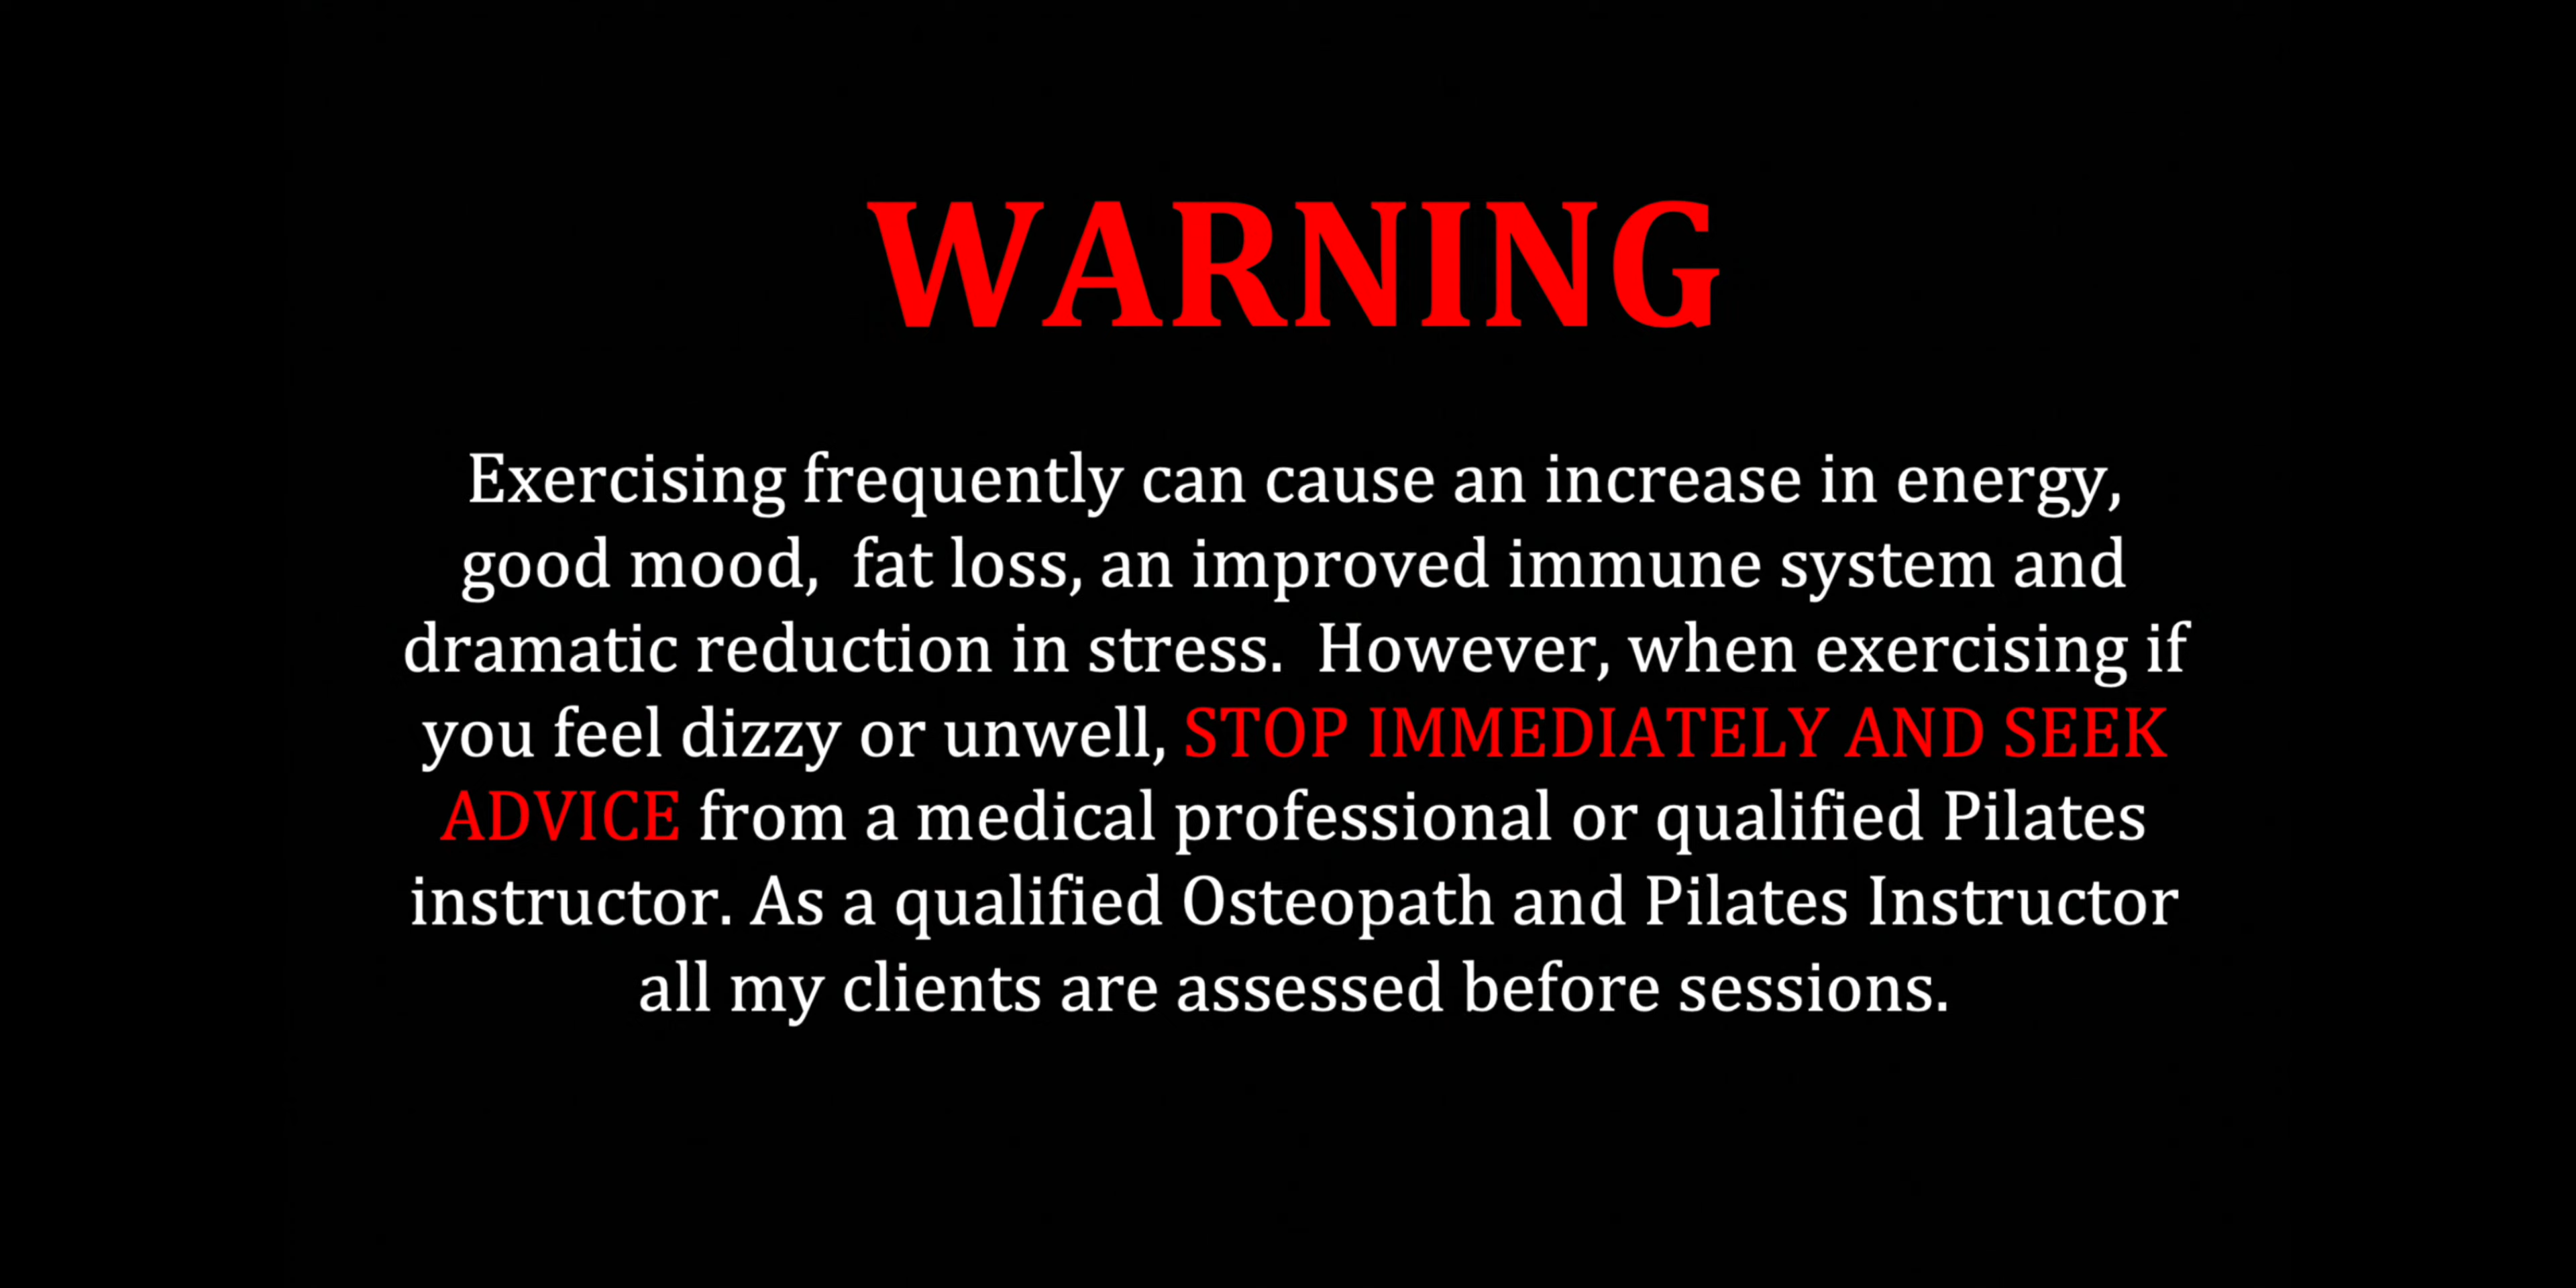 WARNING
Exercising frequently can cause an increase in energy,
good mood,  fat loss, an improved immune system and
dramatic reduction in stress.  However, when exercising if
you feel dizzy or unwell, STOP IMMEDIATELY AND SEEK
ADVICE from a medical professional or qualified Pilates
instructor. As a qualified Osteopath and Pilates Instructor
all my clients are assessed before sessions.